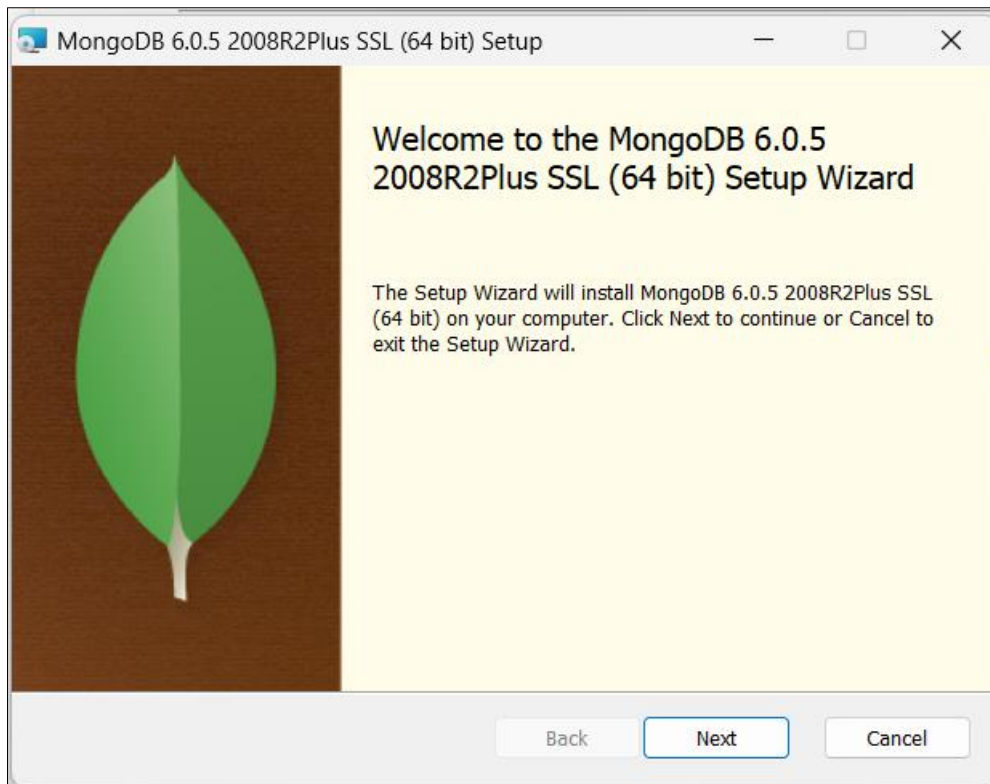 MongoDB 6.0.5 2008R2Plus SSL (64 bit) Setup
Welcome to the MongoDB 6.0.5
2008R2Plus SSL (64 bit) Setup Wizard
The Setup Wizard will install MongoDB 6.0.5 2008R2Plus SSL
(64 bit) on your computer. Click Next to continue or Cancel to
exit the Setup Wizard.
Back Next Cancel